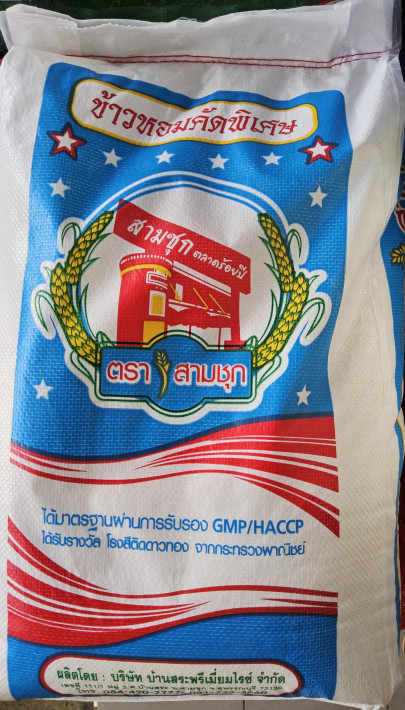 ข้าวหอมคัดพิเศษ
สามชุก ตลาดร้อยปี
ตรา สามชุก
ได้มาตรฐานผ่านการรับรอง GMP/HACCP
ได้รับรางวัล โรงสีติดดาวทอง จากกระทรวงพาณิชย์
ผลิตโดย : บริษัท บ้านสระพรีเมี่ยมไรซ์ จำกัด